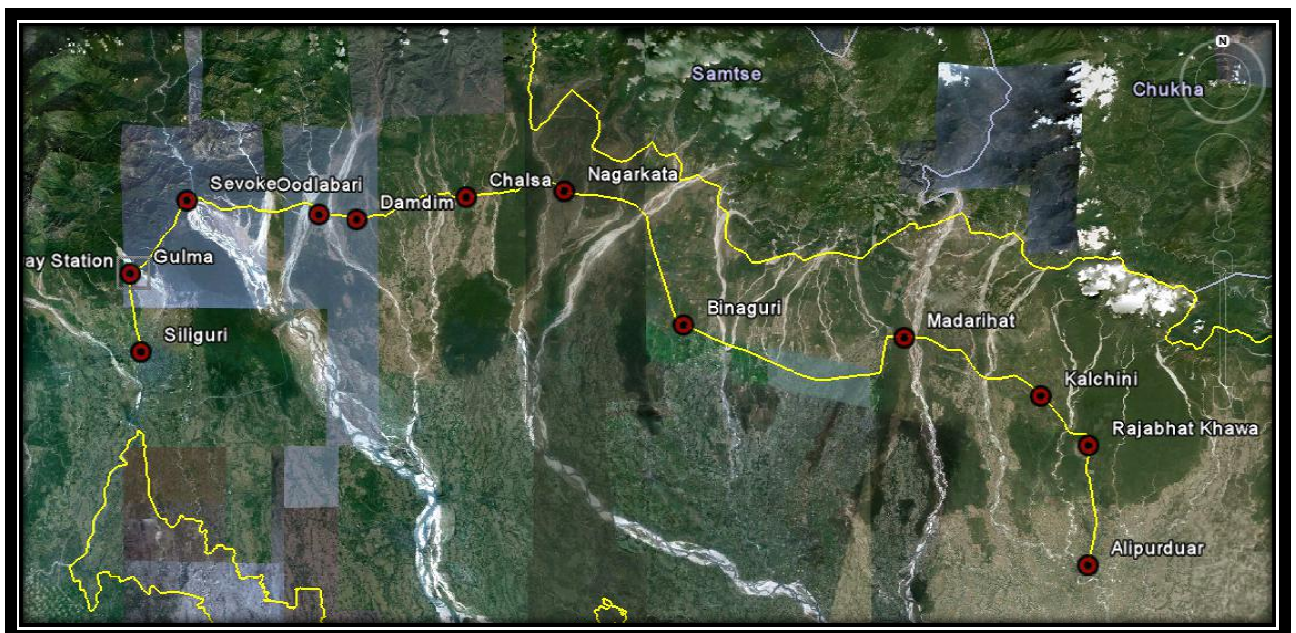 N
Samtse
Chukha
Sevoke
Oodlabari
Damdim
Chalsa
Nagarkata
ay Station
Gulma
Siliguri
Binaguri
Madarihat
Kalchini
Rajabhat Khawa
Alipurduar